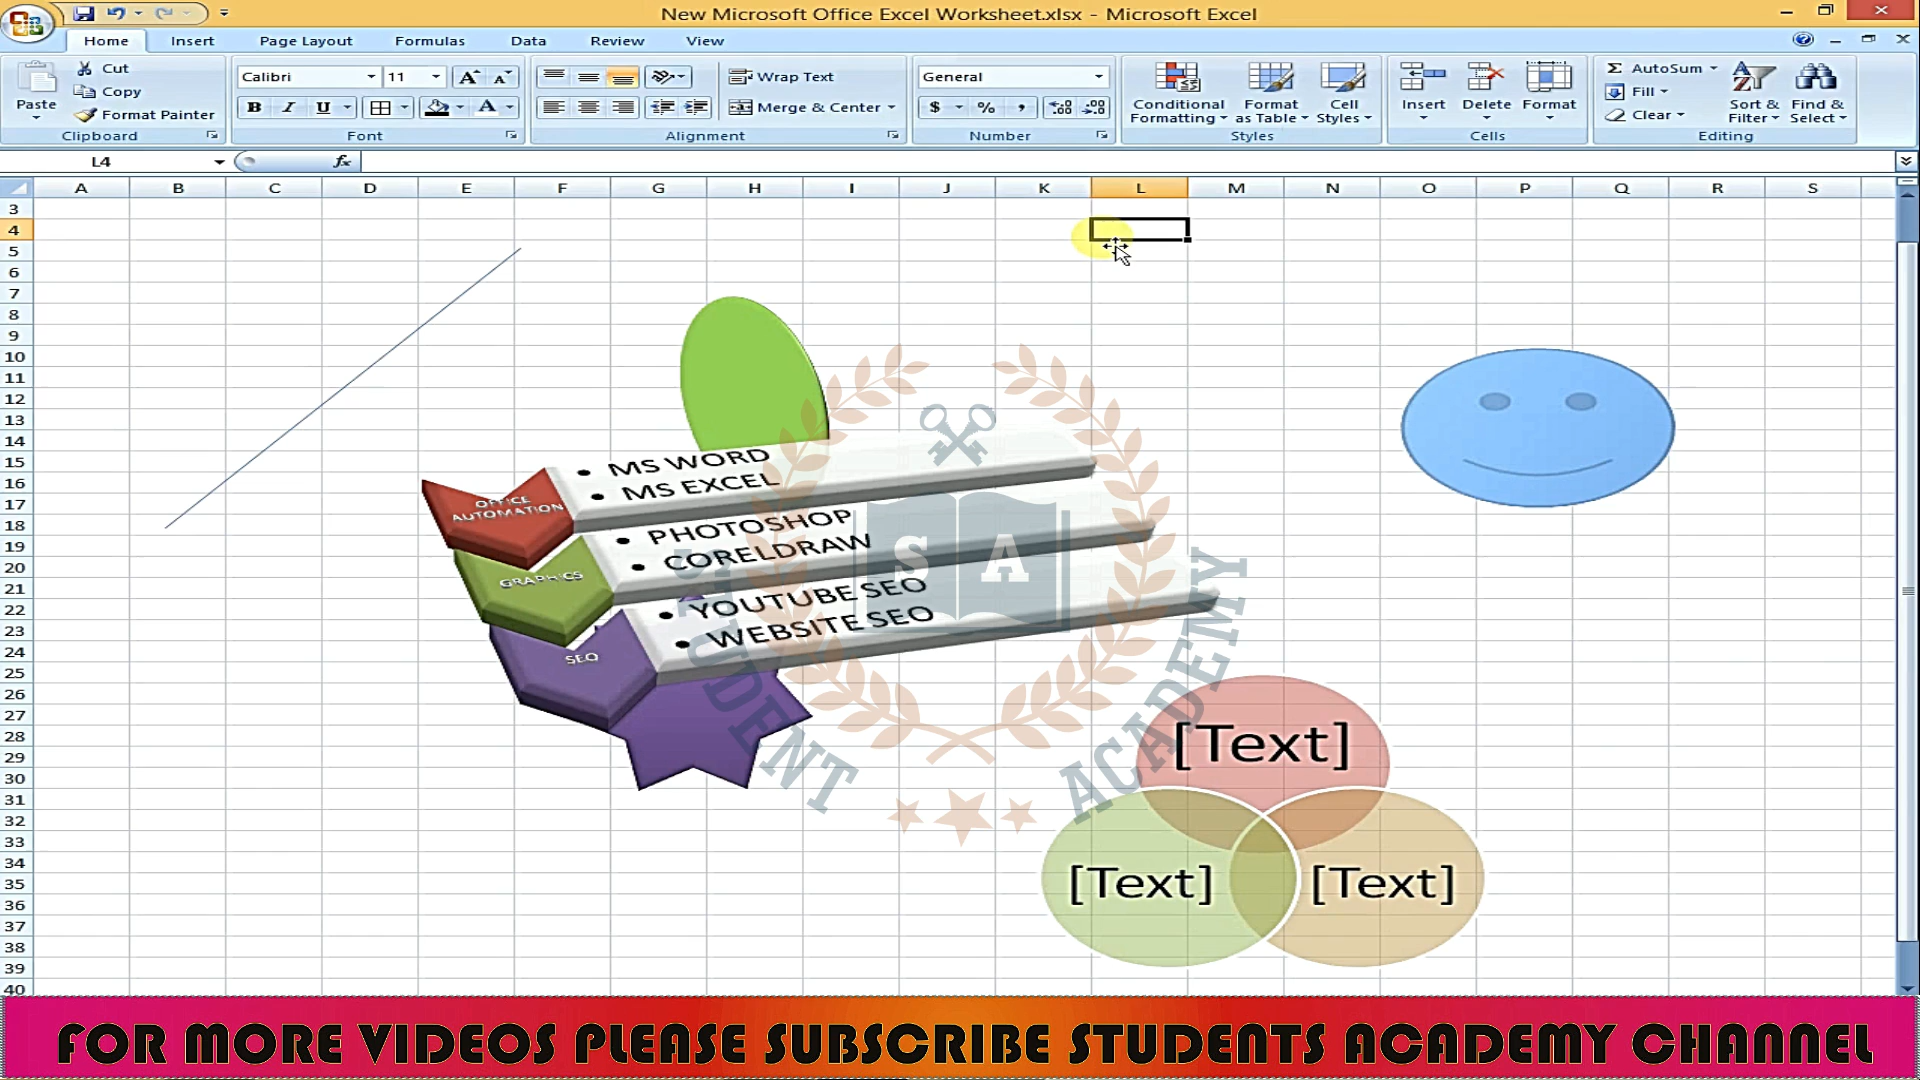 New Microsoft Office Excel Worksheet.xlsx - Microsoft Excel
Home Insert Page Layout Formulas Data Review View
Paste
Cut
Copy
Format Painter
Clipboard
Calibri 11
B I U A
Font
Wrap Text
Merge & Center
Alignment
General
$ % ,
Number
Conditional Formatting
Format as Table
Cell Styles
Styles
Insert Delete Format
Cells
Σ AutoSum
Fill
Clear
Sort & Filter
Find & Select
Editing
L4 fx
A B C D E F G H I J K L M N O P Q R S
3
4
5
6
7
8
9
10
11
12
13
14
15
16
17
18
19
20
21
22
23
24
25
26
27
28
29
30
31
32
33
34
35
36
37
38
39
40
OFFICE
AUTOMATION
• MS WORD
• MS EXCEL
GRAPHICS
• PHOTOSHOP
• CORELDRAW
SEO
• YOUTUBE SEO
• WEBSITE SEO
S A
STUDENT ACADEMY
[Text]
[Text] [Text]
FOR MORE VIDEOS PLEASE SUBSCRIBE STUDENTS ACADEMY CHANNEL